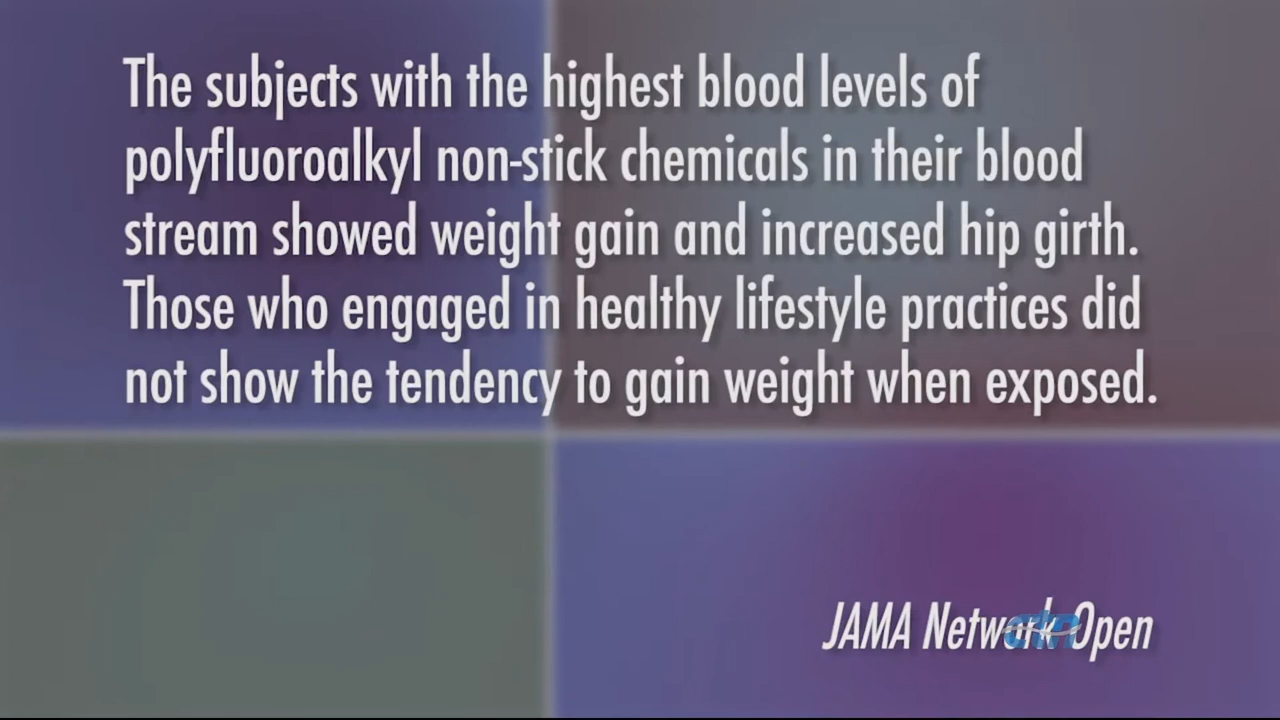 The subjects with the highest blood levels of
polyfluoroalkyl non-stick chemicals in their blood
stream showed weight gain and increased hip girth.
Those who engaged in healthy lifestyle practices did
not show the tendency to gain weight when exposed.
JAMA Network Open
ctn